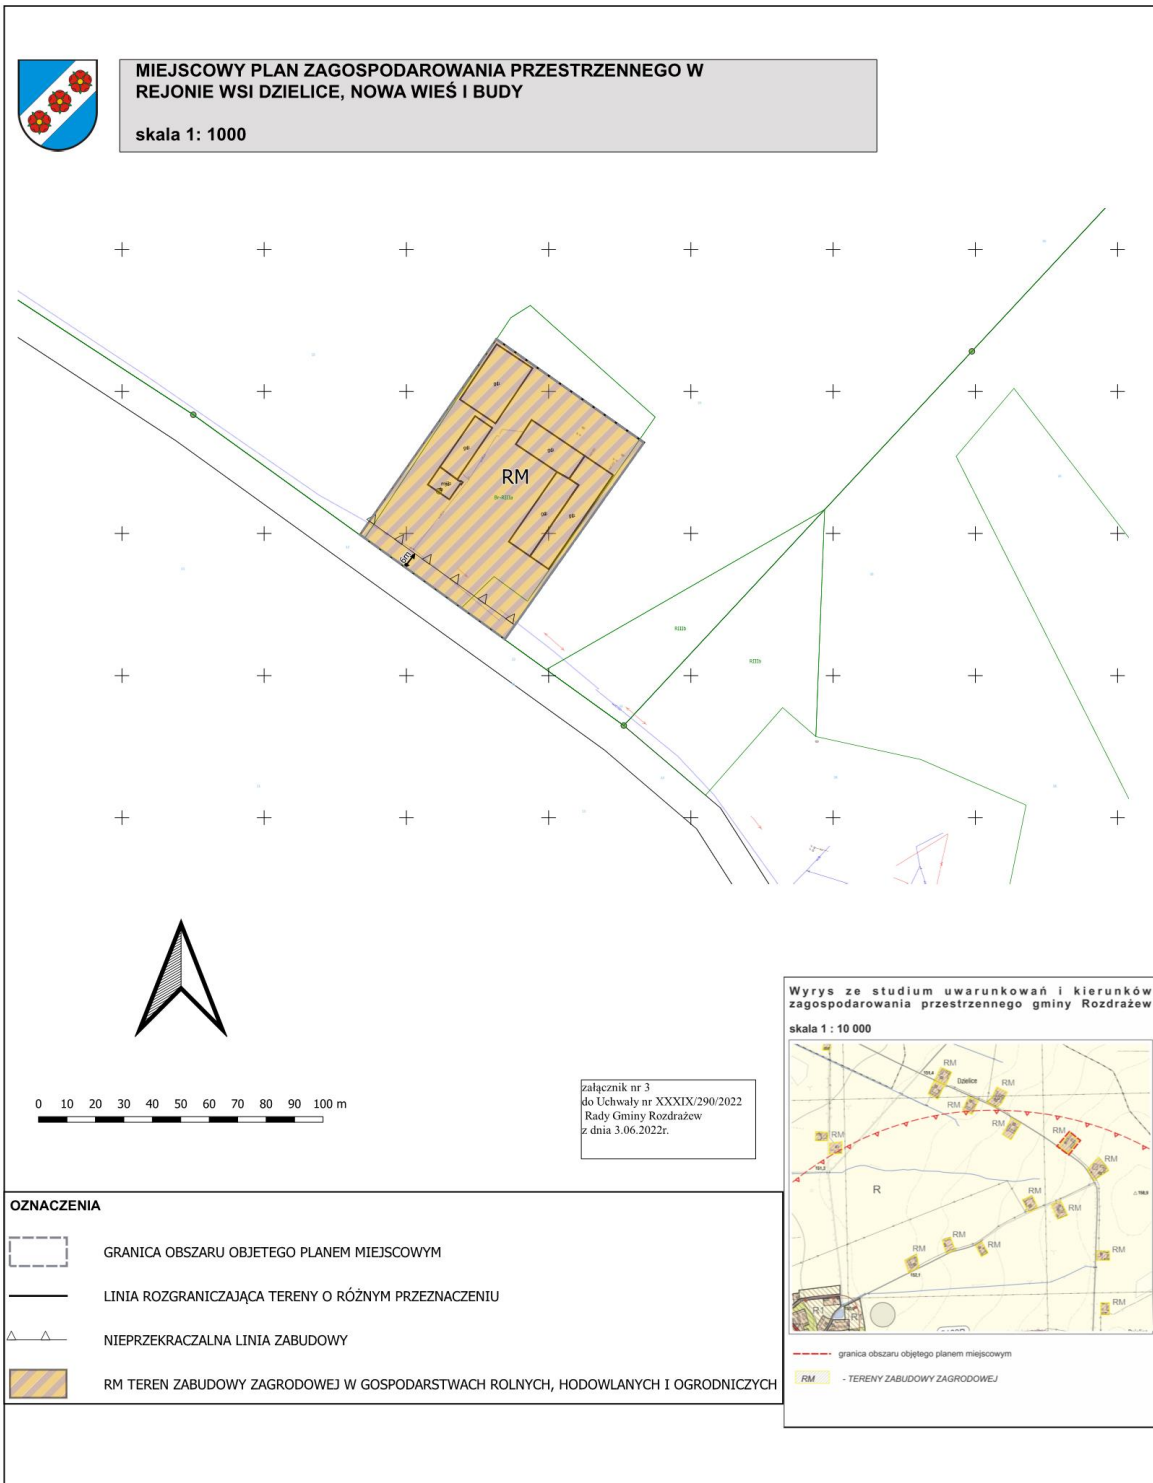 MIEJSCOWY PLAN ZAGOSPODAROWANIA PRZESTRZENNEGO W
REJONIE WSI DZIELICE, NOWA WIEŚ I BUDY
skala 1: 1000
RM
6m
RIIIb
RIIIb
0 10 20 30 40 50 60 70 80 90 100 m
załącznik nr 3
do Uchwały nr XXXIX/290/2022
Rady Gminy Rozdrażew
z dnia 3.06.2022r.
Wyrys ze studium uwarunkowań i kierunków
zagospodarowania przestrzennego gminy Rozdrażew
skala 1 : 10 000
RM
Dzielice
RM
RM
RM
RM
RM
RM
R
RM
RM
RM
RM
RM
RM
RM
granica obszaru objętego planem miejscowym
RM - TERENY ZABUDOWY ZAGRODOWEJ
OZNACZENIA
GRANICA OBSZARU OBJETEGO PLANEM MIEJSCOWYM
LINIA ROZGRANICZAJĄCA TERENY O RÓŻNYM PRZEZNACZENIU
NIEPRZEKRACZALNA LINIA ZABUDOWY
RM TEREN ZABUDOWY ZAGRODOWEJ W GOSPODARSTWACH ROLNYCH, HODOWLANYCH I OGRODNICZYCH